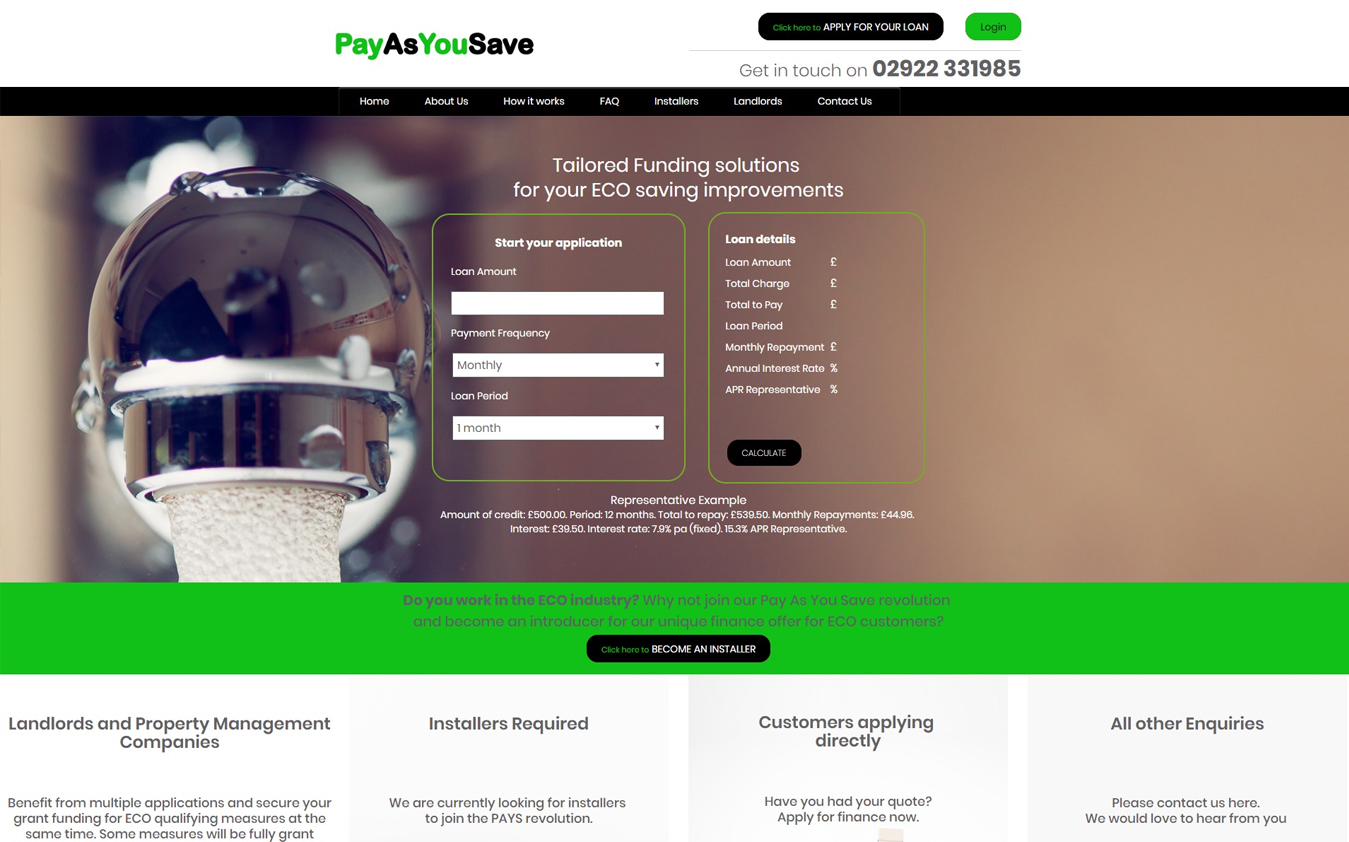 Click here to APPLY FOR YOUR LOAN
Login
PayAsYouSave
Get in touch on 02922 331985
Home About Us How it works FAQ Installers Landlords Contact Us
Tailored Funding solutions
for your ECO saving improvements
Start your application
Loan Amount
Payment Frequency
Monthly
Loan Period
1 month
Loan details
Loan Amount £
Total Charge £
Total to Pay £
Loan Period
Monthly Repayment £
Annual Interest Rate %
APR Representative %
CALCULATE
Representative Example
Amount of credit: £500.00. Period: 12 months. Total to repay: £539.50. Monthly Repayments: £44.96.
Interest: £39.50. Interest rate: 7.9% pa (fixed). 15.3% APR Representative.
Do you work in the ECO industry? Why not join our Pay As You Save revolution
and become an introducer for our unique finance offer for ECO customers?
Click here to BECOME AN INSTALLER
Landlords and Property Management
Companies
Benefit from multiple applications and secure your
grant funding for ECO qualifying measures at the
same time. Some measures will be fully grant
Installers Required
We are currently looking for installers
to join the PAYS revolution.
Customers applying
directly
Have you had your quote?
Apply for finance now.
All other Enquiries
Please contact us here.
We would love to hear from you